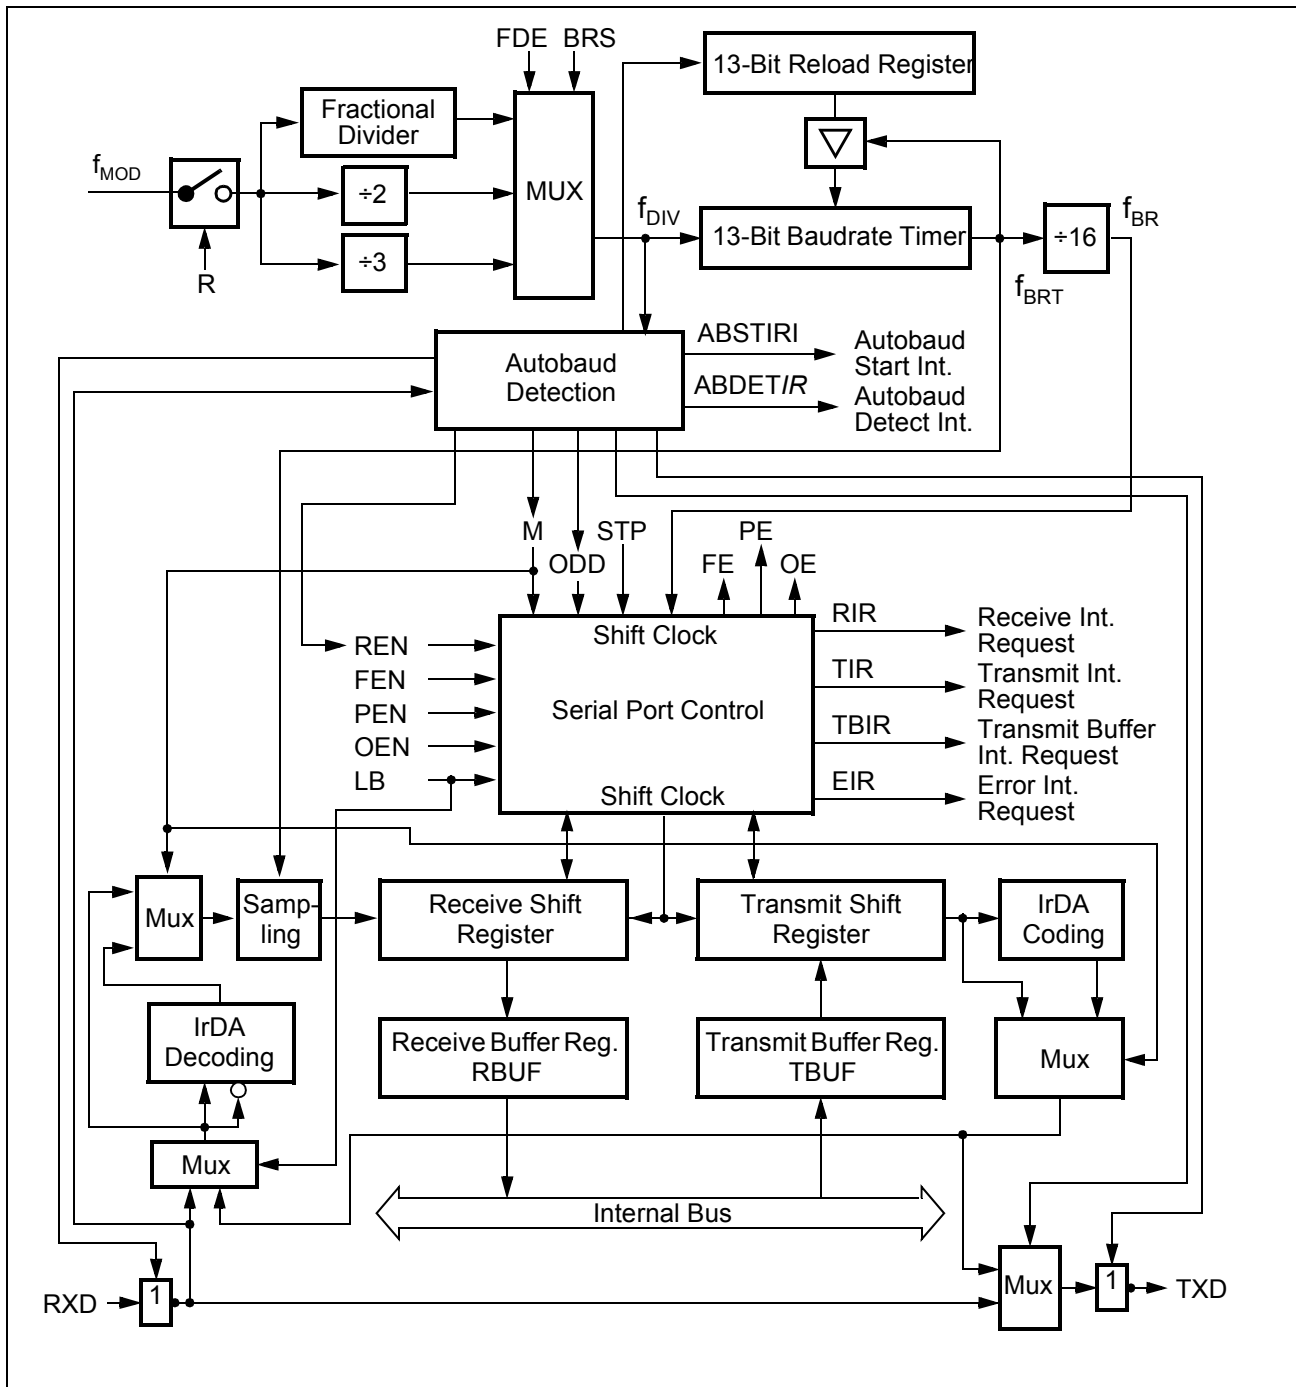 FDE BRS
13-Bit Reload Register
Fractional
Divider
fMOD
÷2
MUX
fDIV
13-Bit Baudrate Timer
÷16
fBR
÷3
R
fBRT
ABSTIRI
Autobaud
Start Int.
Autobaud
Detection
ABDETIR
Autobaud
Detect Int.
M
STP
PE
ODD
FE
OE
Shift Clock
RIR
Receive Int.
Request
REN
FEN
TIR
Transmit Int.
Request
PEN
Serial Port Control
OEN
TBIR
Transmit Buffer
Int. Request
LB
Shift Clock
EIR
Error Int.
Request
Mux
Samp-
ling
Receive Shift
Register
Transmit Shift
Register
IrDA
Coding
IrDA
Decoding
Receive Buffer Reg.
RBUF
Transmit Buffer Reg.
TBUF
Mux
Mux
Internal Bus
RXD
1
Mux
1
TXD